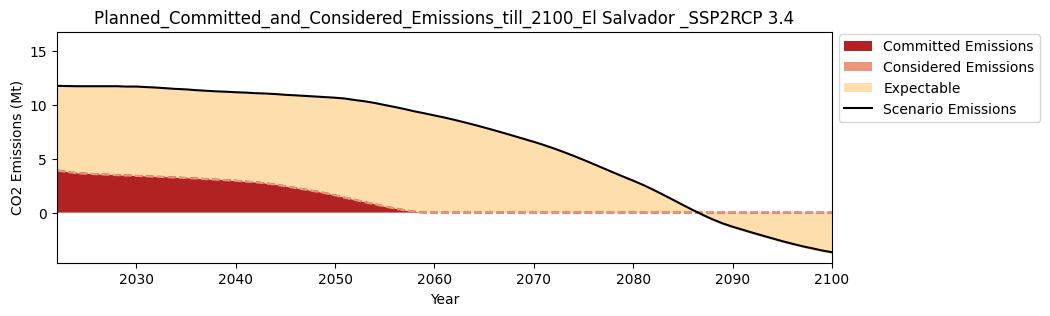 Planned_Committed_and_Considered_Emissions_till_2100_El Salvador _SSP2RCP 3.4
15
10
5
0
CO2 Emissions (Mt)
2030 2040 2050 2060 2070 2080 2090 2100
Year
Committed Emissions
Considered Emissions
Expectable
Scenario Emissions